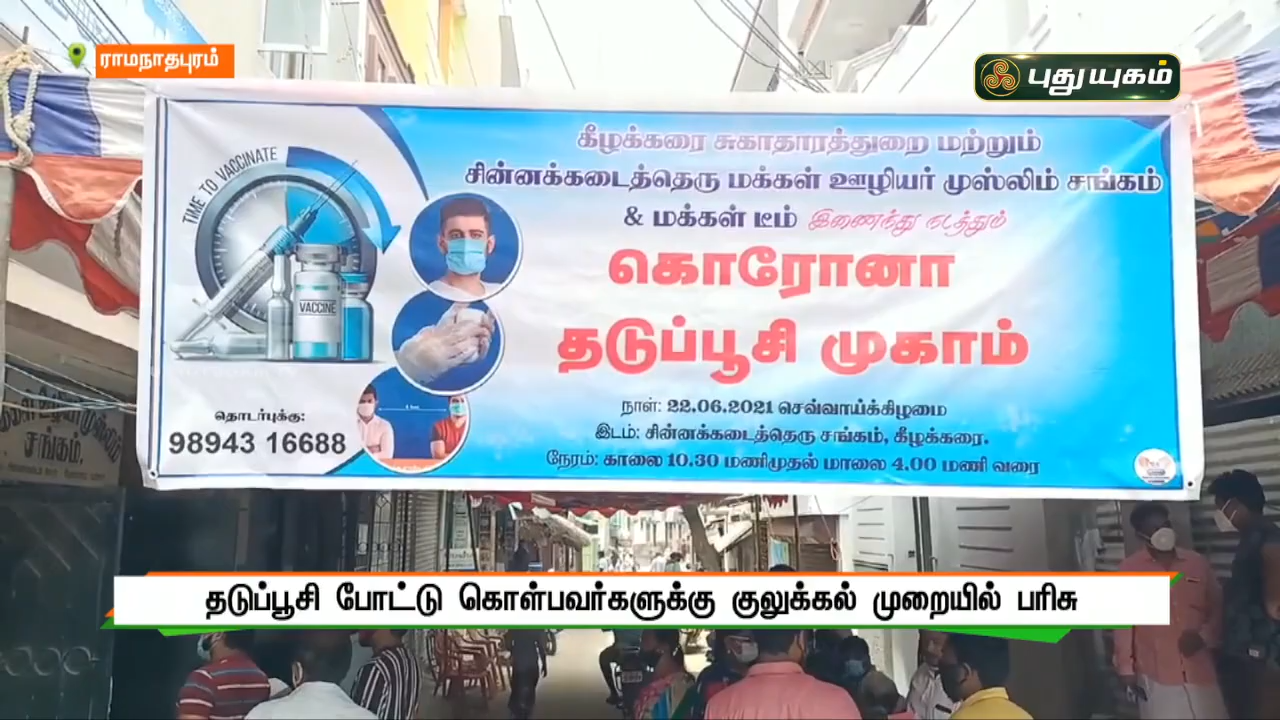 ராமநாதபுரம்
புதுயுகம்
கீழக்கரை சுகாதாரத்துறை மற்றும்
சின்னக்கடைத்தெரு மக்கள் ஊழியர் முஸ்லிம் சங்கம்
& மக்கள் டீம் இணைந்து நடத்தும்
கொரோனா
தடுப்பூசி முகாம்
நாள்: 22.06.2021 செவ்வாய்க்கிழமை
இடம்: சின்னக்கடைத்தெரு சங்கம், கீழக்கரை.
நேரம்: காலை 10.30 மணிமுதல் மாலை 4.00 மணி வரை
TIME TO VACCINATE
VACCINE
தொடர்புக்கு:
98943 16688
சங்கம்.
தடுப்பூசி போட்டு கொள்பவர்களுக்கு குலுக்கல் முறையில் பரிசு